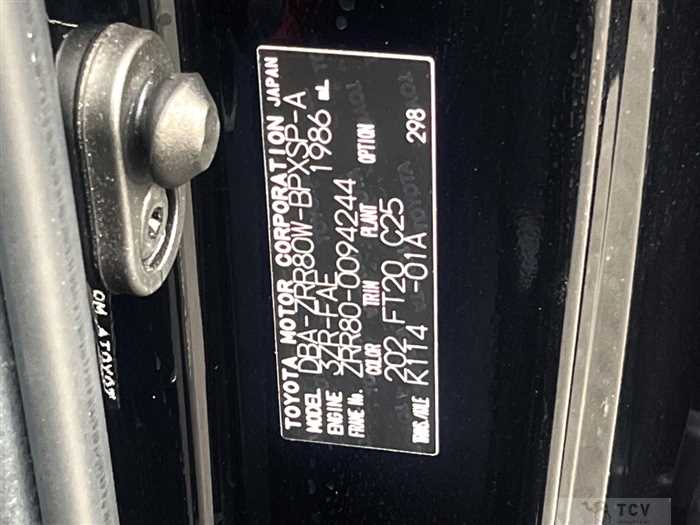 TOYOTA MOTOR CORPORATION JAPAN
MODEL DBA-ZRR80W-BPXSP-A
ENGINE 3ZR-FAE 1986 mL
FRAME No. ZRR80-0094244
COLOR TRIM PLANT OPTION
202 FT20 C25 298
TRANS/AXLE K114 -01A
TCV